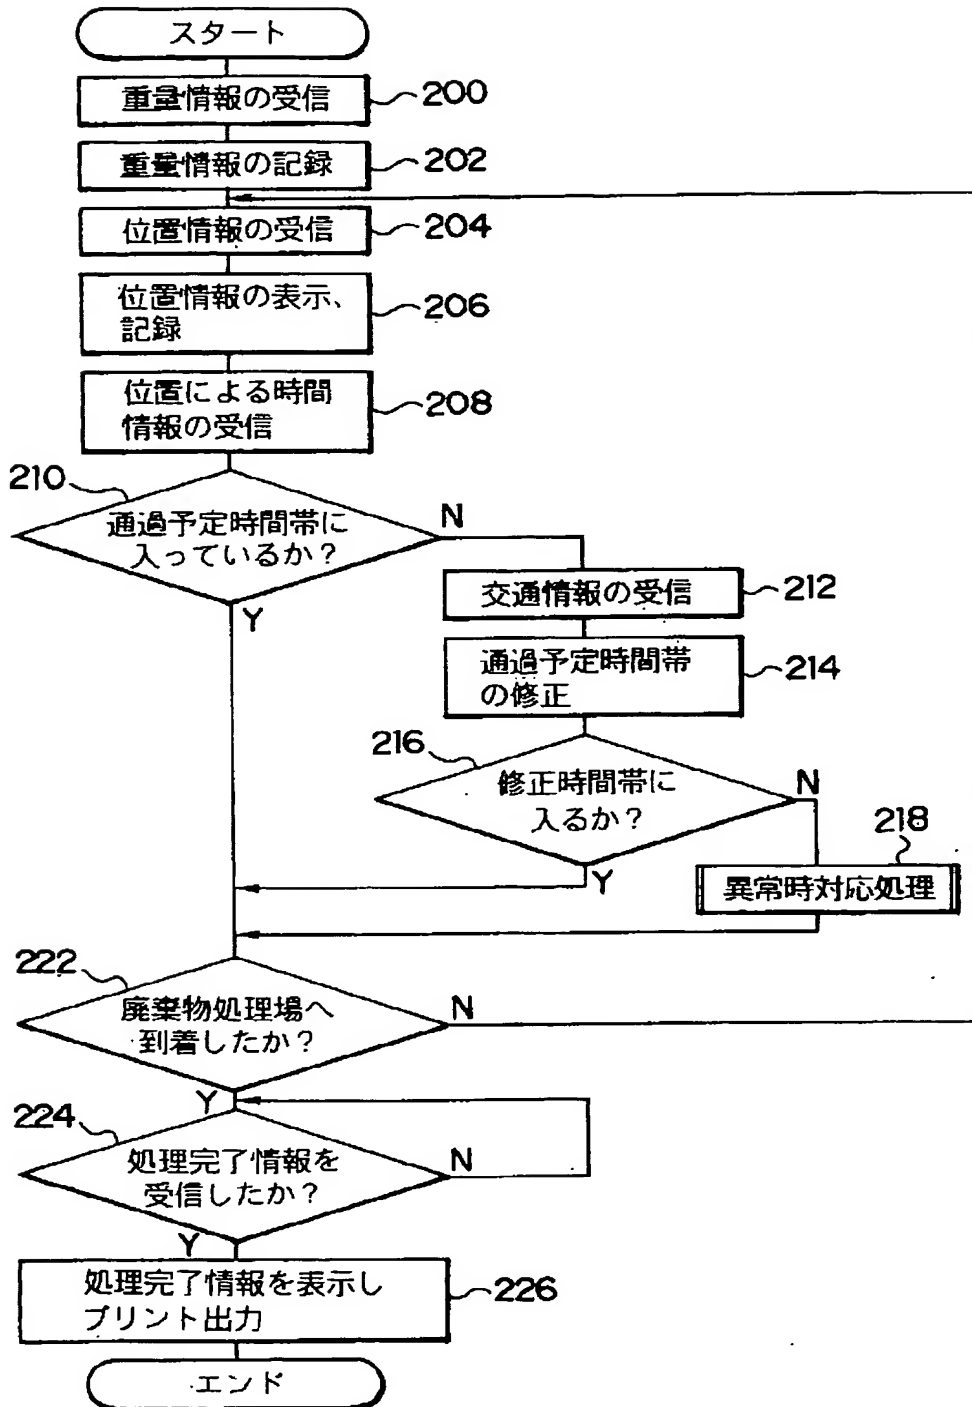 スタート
重量情報の受信
200
重量情報の記録
202
位置情報の受信
204
位置情報の表示、
記録
206
位置による時間
情報の受信
208
210
通過予定時間帯に
入っているか?
N
Y
交通情報の受信
212
通過予定時間帯
の修正
214
216
修正時間帯に
入るか?
N
Y
218
異常時対応処理
222
廃棄物処理場へ
到着したか?
N
Y
224
処理完了情報を
受信したか?
N
Y
処理完了情報を表示し
プリント出力
226
エンド